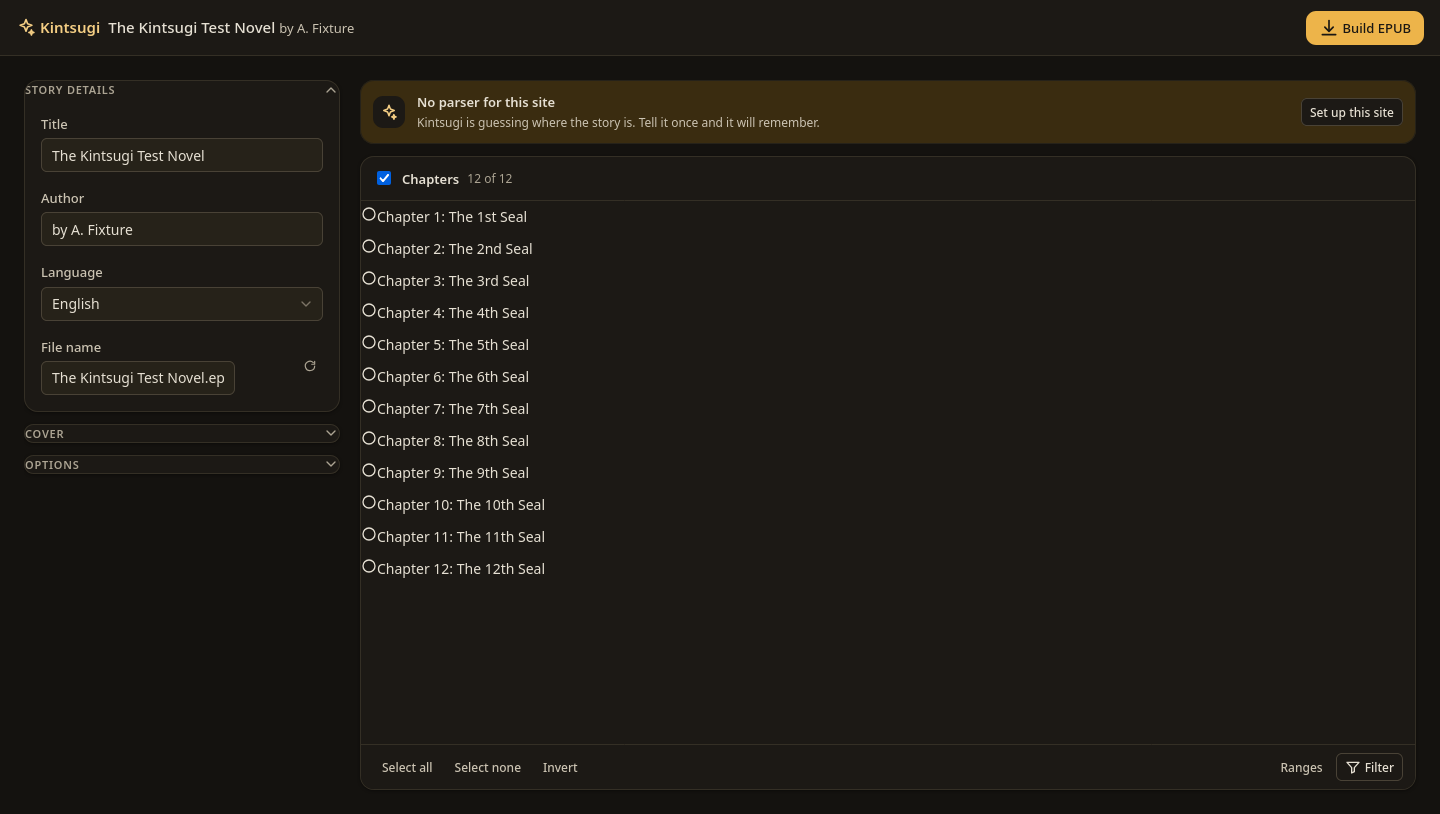 Kintsugi The Kintsugi Test Novel by A. Fixture
Build EPUB
STORY DETAILS
Title
The Kintsugi Test Novel
Author
by A. Fixture
Language
English
File name
The Kintsugi Test Novel.ep
COVER
OPTIONS
No parser for this site
Kintsugi is guessing where the story is. Tell it once and it will remember.
Set up this site
Chapters 12 of 12
Chapter 1: The 1st Seal
Chapter 2: The 2nd Seal
Chapter 3: The 3rd Seal
Chapter 4: The 4th Seal
Chapter 5: The 5th Seal
Chapter 6: The 6th Seal
Chapter 7: The 7th Seal
Chapter 8: The 8th Seal
Chapter 9: The 9th Seal
Chapter 10: The 10th Seal
Chapter 11: The 11th Seal
Chapter 12: The 12th Seal
Select all Select none Invert Ranges Filter